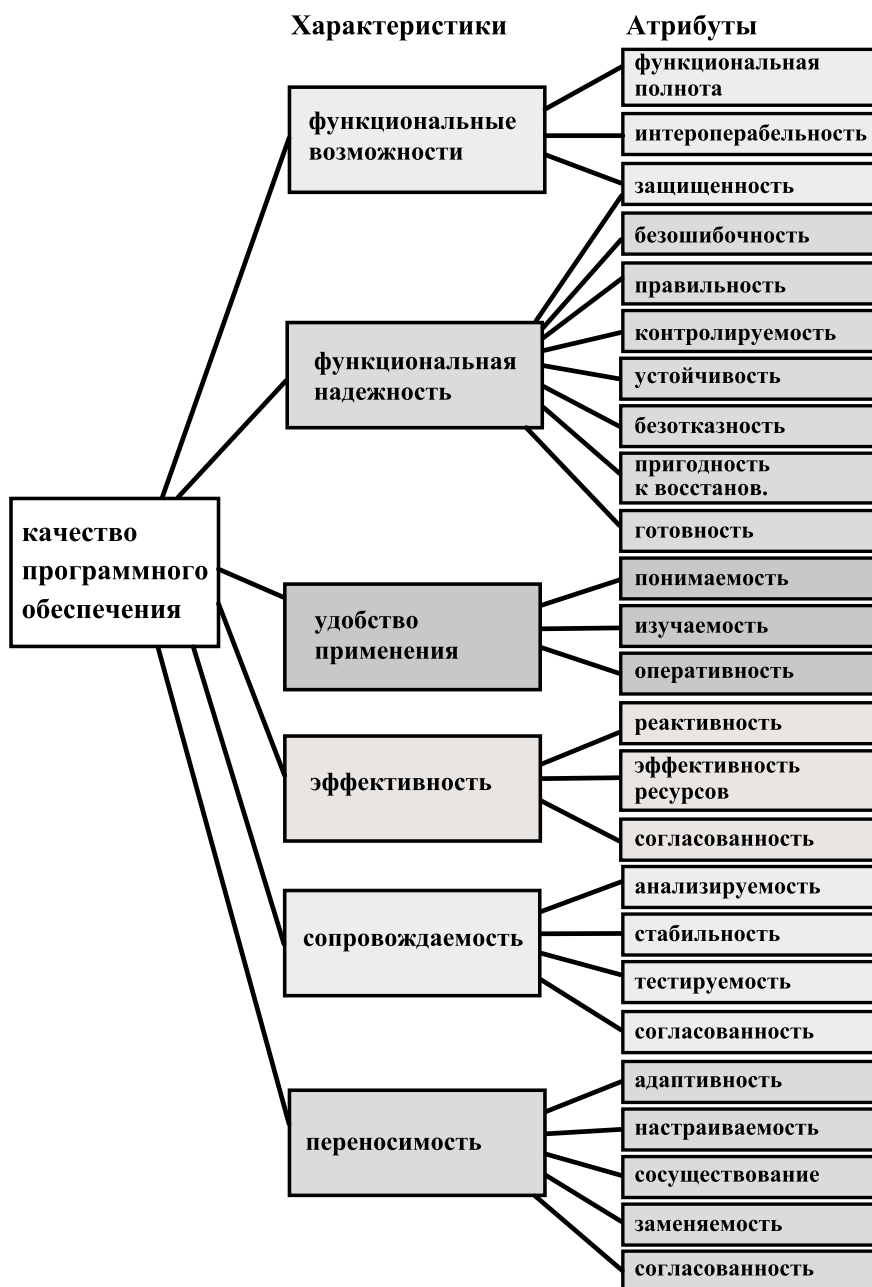 Характеристики
Атрибуты
качество
программного
обеспечения
функциональные
возможности
функциональная
полнота
интероперабельность
защищенность
функциональная
надежность
безошибочность
правильность
контролируемость
устойчивость
безотказность
пригодность
к восстанов.
готовность
удобство
применения
понимаемость
изучаемость
оперативность
эффективность
реактивность
эффективность
ресурсов
согласованность
сопровождаемость
анализируемость
стабильность
тестируемость
согласованность
переносимость
адаптивность
настраиваемость
сосуществование
заменяемость
согласованность